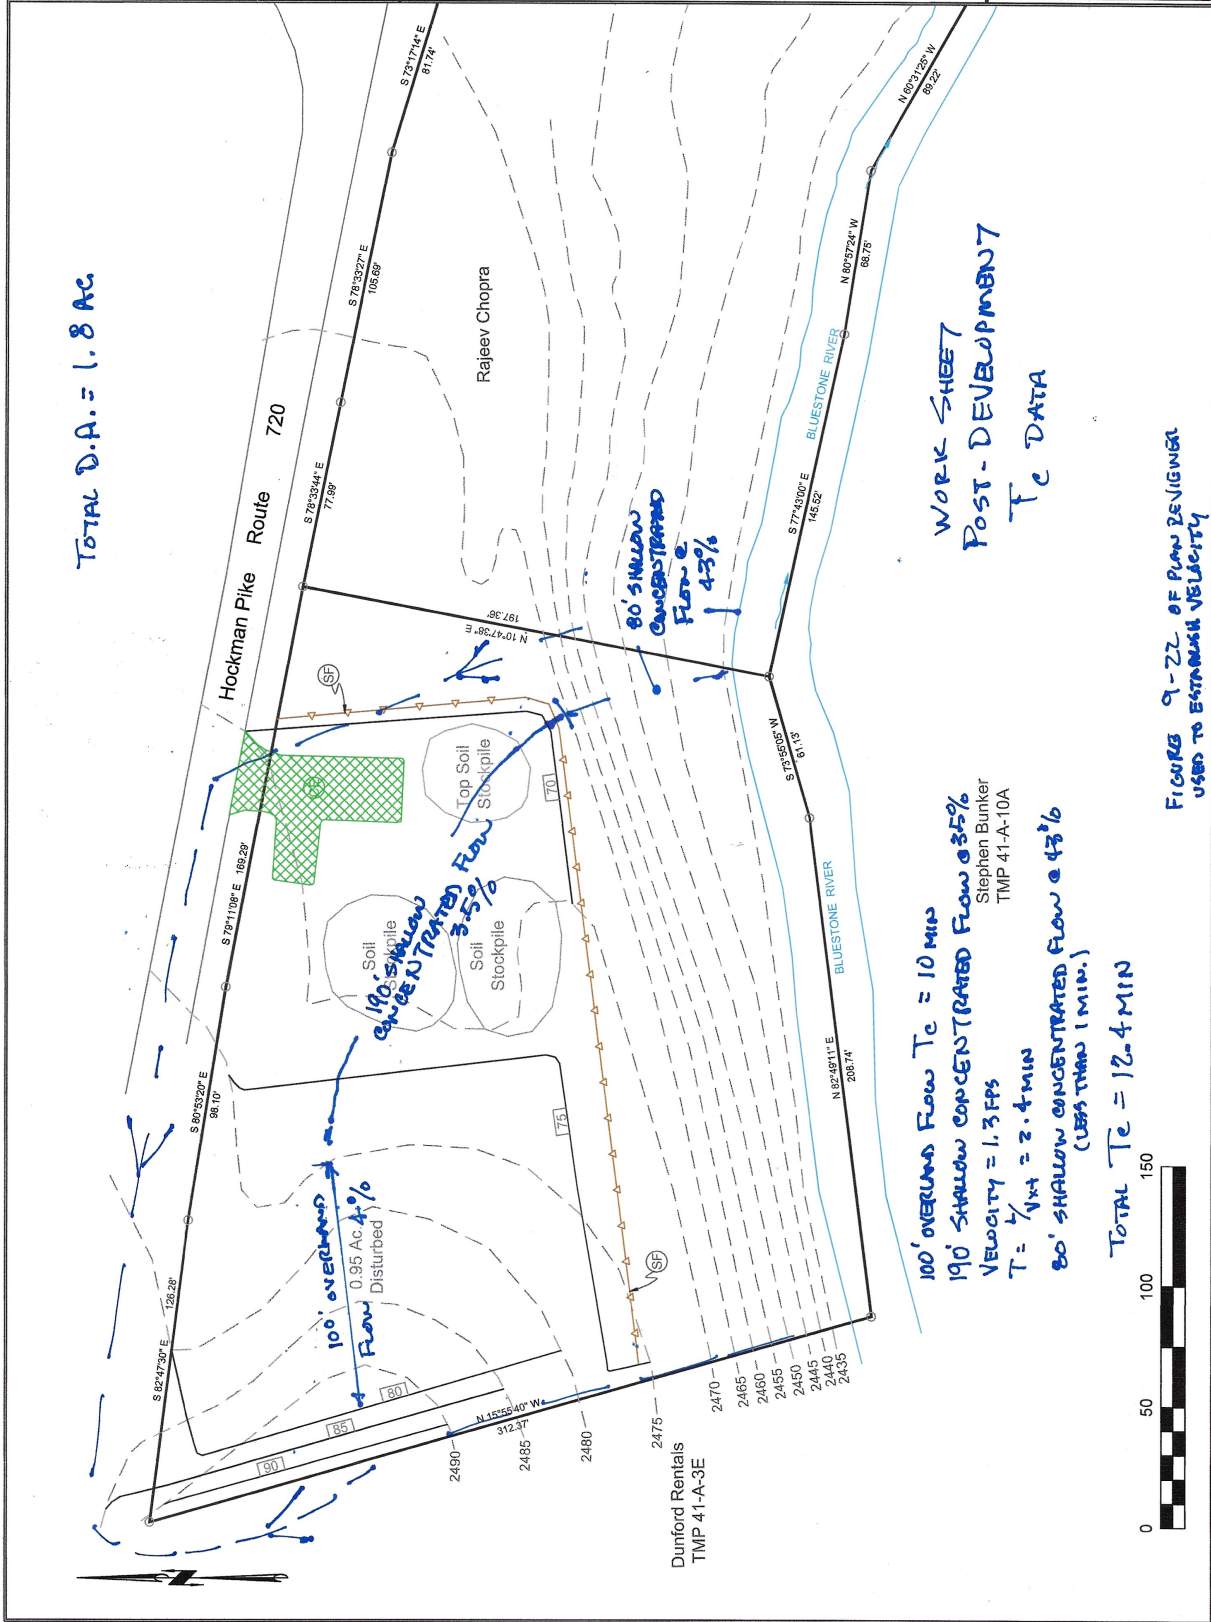 TOTAL D.A. = 1.8 AC.
Hockman Pike Route 720
S 82°47'30" E
126.28'
S 80°53'20" E
98.10'
S 79°11'08" E 169.29'
S 78°33'44" E
77.99'
S 78°33'27" E
105.69'
S 73°17'14" E
81.74'
Rajeev Chopra
N 10°47'38" E
197.36'
SF
CE
Top Soil
Stockpile
Soil
Stockpile
Soil
Stockpile
190' SHALLOW
CONCENTRATED FLOW
3.5%
100' OVERLAND
FLOW 4%
0.95 Ac.
Disturbed
90
85
80
75
70
SF
N 15°55'40" W
312.37'
2490
2485
2480
2475
2470
2465
2460
2455
2450
2445
2440
2435
80' SHALLOW
CONCENTRATED
FLOW @
43%
Dunford Rentals
TMP 41-A-3E
N 82°49'11" E
208.74'
BLUESTONE RIVER
S 73°56'05" W
61.13'
S 77°43'00" E
145.52'
BLUESTONE RIVER
N 80°57'24" W
68.75'
N 60°31'25" W
89.22'
Stephen Bunker
TMP 41-A-10A
WORK SHEET
POST-DEVELOPMENT
Tc DATA
100' OVERLAND FLOW Tc = 10 MIN
190' SHALLOW CONCENTRATED FLOW @ 3.5%
VELOCITY = 1.3 FPS
T = L/V×t = 2.4 MIN
80' SHALLOW CONCENTRATED FLOW @ 43%
(LESS THAN 1 MIN.)
TOTAL Tc = 12.4 MIN
FIGURE 9-22 OF PLAN REVIEWER
USED TO ESTABLISH VELOCITY
0 50 100 150
N